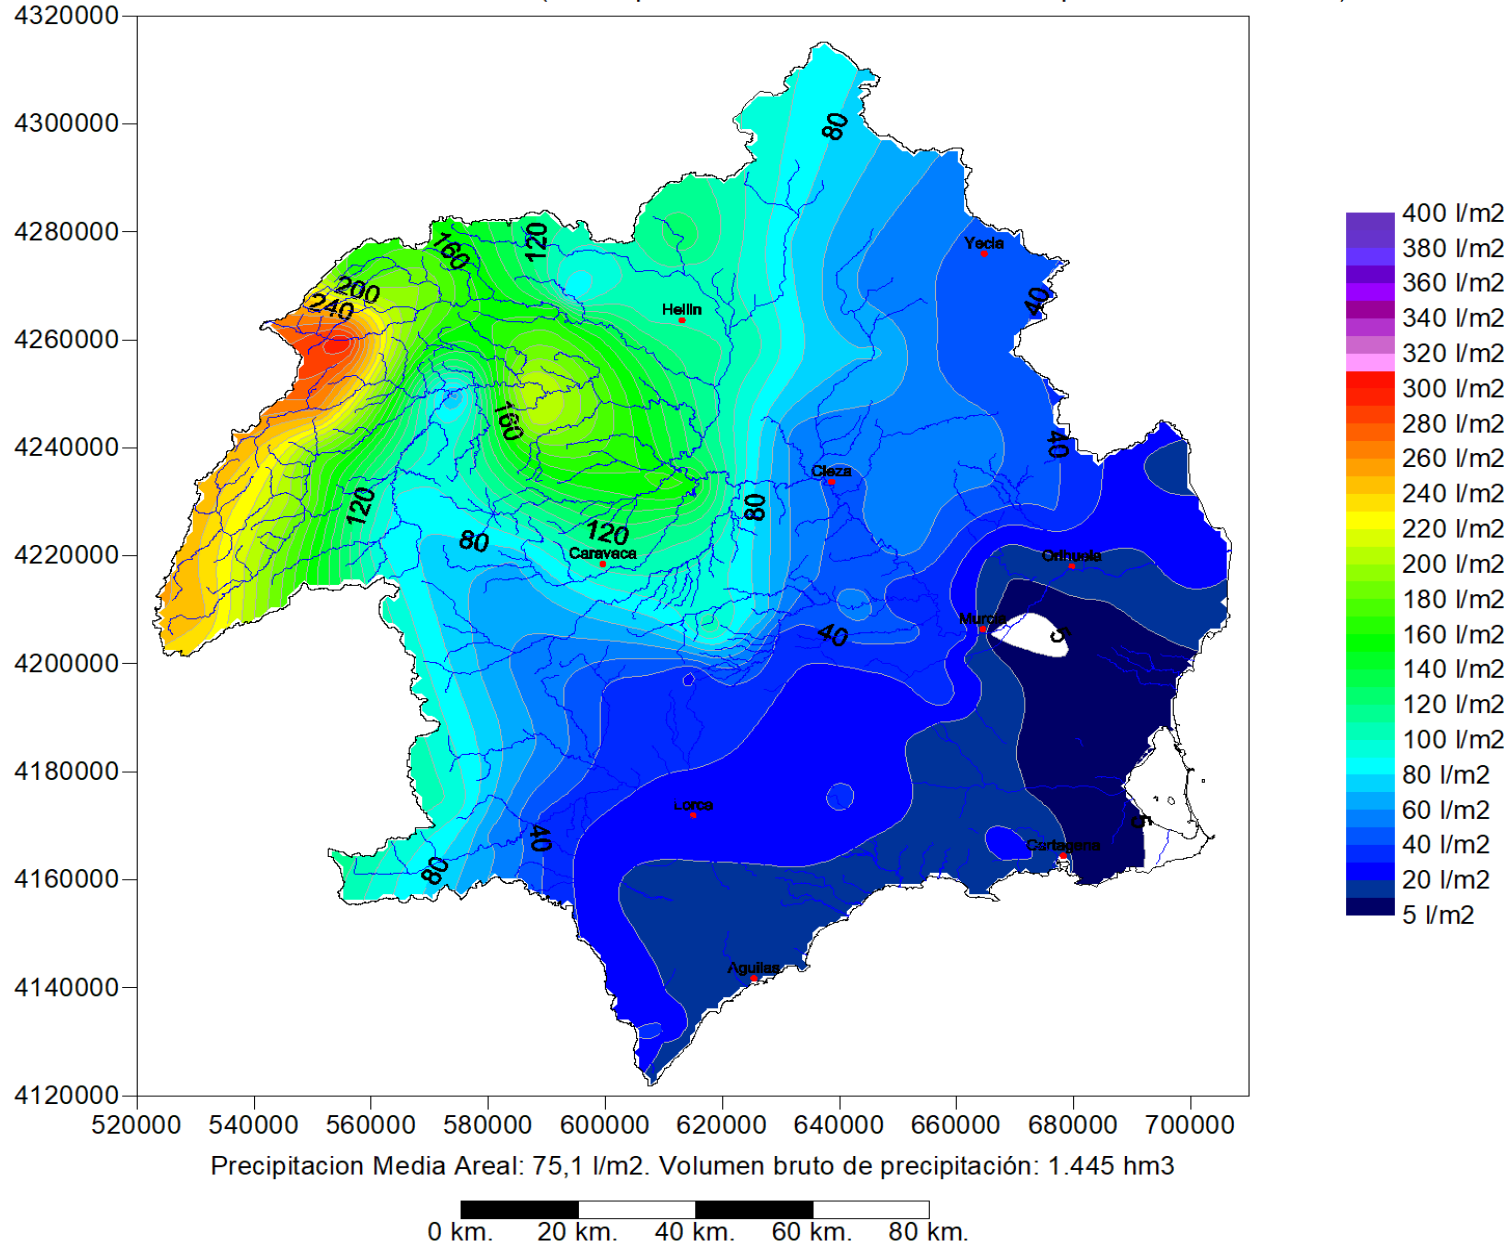 4320000
4300000
80
4280000
160
120
Yecla
200
240
40
Hellin
4260000
160
4240000
40
Cieza
120
80
80
120
4220000
Caravaca
Orihuela
Murcia
40
5
4200000
4180000
Lorca
5
40
80
Cartagena
4160000
Aguilas
4140000
4120000
520000 540000 560000 580000 600000 620000 640000 660000 680000 700000
400 l/m2
380 l/m2
360 l/m2
340 l/m2
320 l/m2
300 l/m2
280 l/m2
260 l/m2
240 l/m2
220 l/m2
200 l/m2
180 l/m2
160 l/m2
140 l/m2
120 l/m2
100 l/m2
80 l/m2
60 l/m2
40 l/m2
20 l/m2
5 l/m2
Precipitacion Media Areal: 75,1 l/m2. Volumen bruto de precipitación: 1.445 hm3
0 km. 20 km. 40 km. 60 km. 80 km.